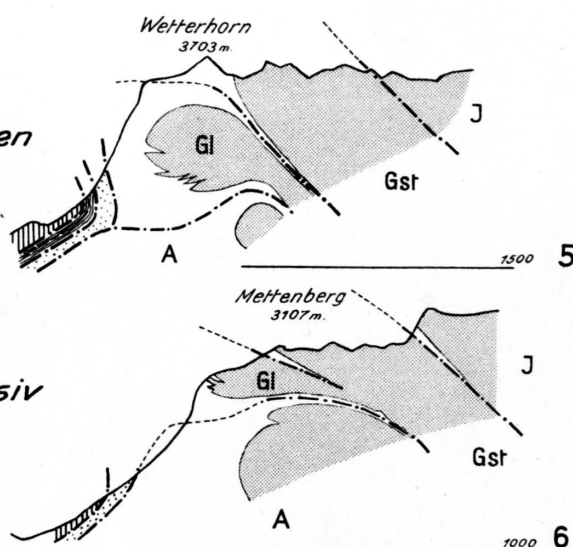 Wetterhorn
3703 m.
en
Gl
J
Gst
A
1500 5
Mettenberg
3107 m.
siv
Gl
J
Gst
A
1000 6